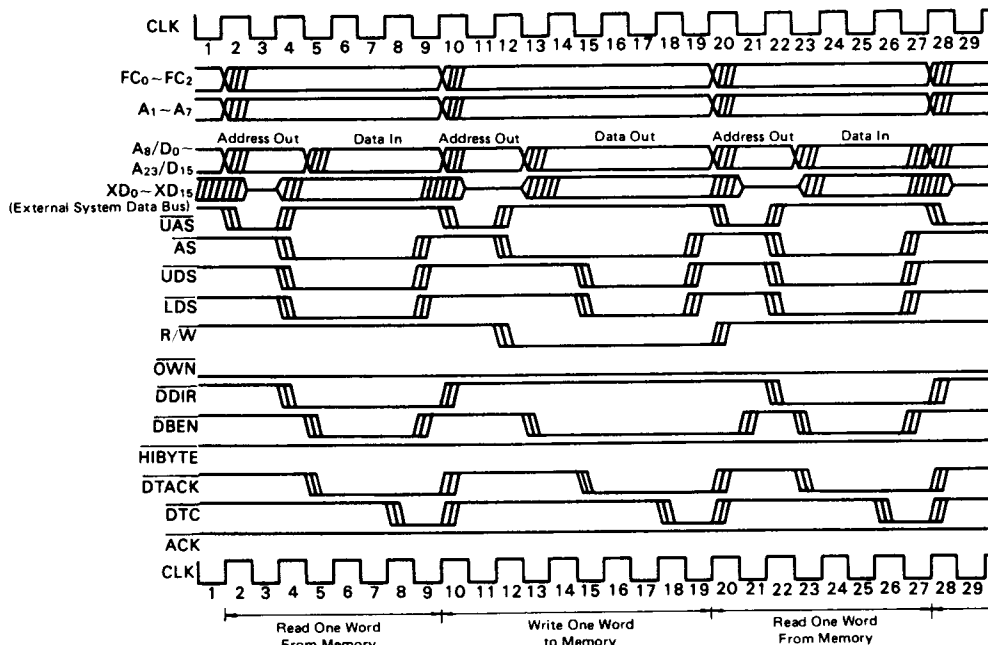 CLK
1 2 3 4 5 6 7 8 9 10 11 12 13 14 15 16 17 18 19 20 21 22 23 24 25 26 27 28 29
FC0~FC2
A1~A7
Address Out Data In Address Out Data Out Address Out Data In
A8/D0~
A23/D15
XD0~XD15
(External System Data Bus)
UAS
AS
UDS
LDS
R/W
OWN
DDIR
DBEN
HIBYTE
DTACK
DTC
ACK
CLK
1 2 3 4 5 6 7 8 9 10 11 12 13 14 15 16 17 18 19 20 21 22 23 24 25 26 27 28 29
Read One Word Write One Word Read One Word
From Memory to Memory From Memory